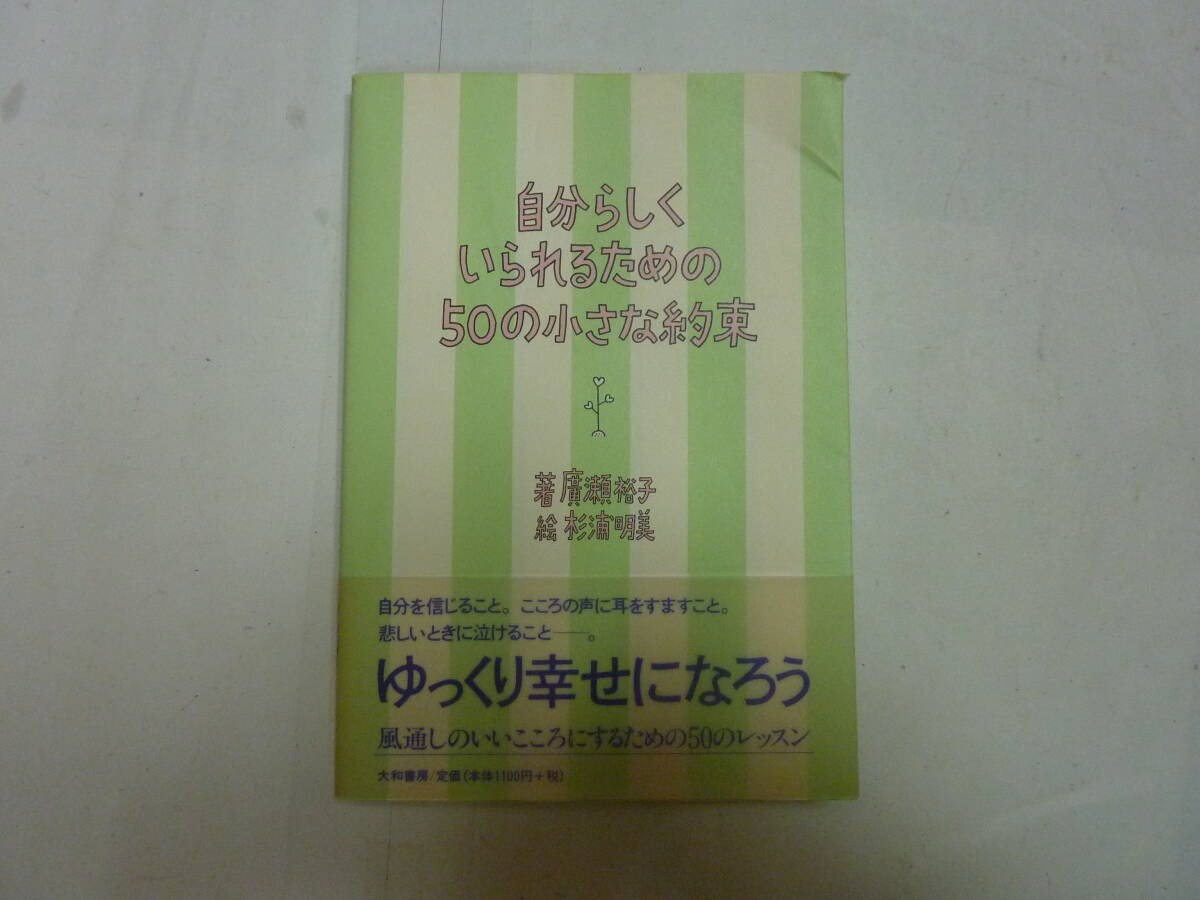 自分らしく
いられるための
50の小さな約束
著 廣瀬裕子
絵 杉浦明美
自分を信じること。こころの声に耳をすますこと。
悲しいときに泣けること──。
ゆっくり幸せになろう
風通しのいいこころにするための50のレッスン
大和書房/定価(本体1100円+税)